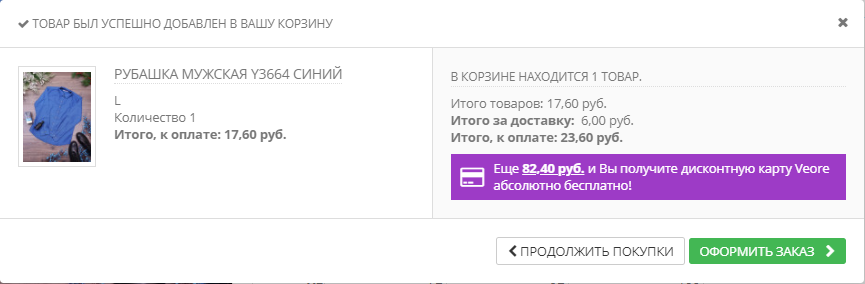 ТОВАР БЫЛ УСПЕШНО ДОБАВЛЕН В ВАШУ КОРЗИНУ
РУБАШКА МУЖСКАЯ Y3664 СИНИЙ
L
Количество 1
Итого, к оплате: 17,60 руб.
В КОРЗИНЕ НАХОДИТСЯ 1 ТОВАР.
Итого товаров: 17,60 руб.
Итого за доставку: 6,00 руб.
Итого, к оплате: 23,60 руб.
Еще 82,40 руб. и Вы получите дисконтную карту Veore
абсолютно бесплатно!
ПРОДОЛЖИТЬ ПОКУПКИ
ОФОРМИТЬ ЗАКАЗ